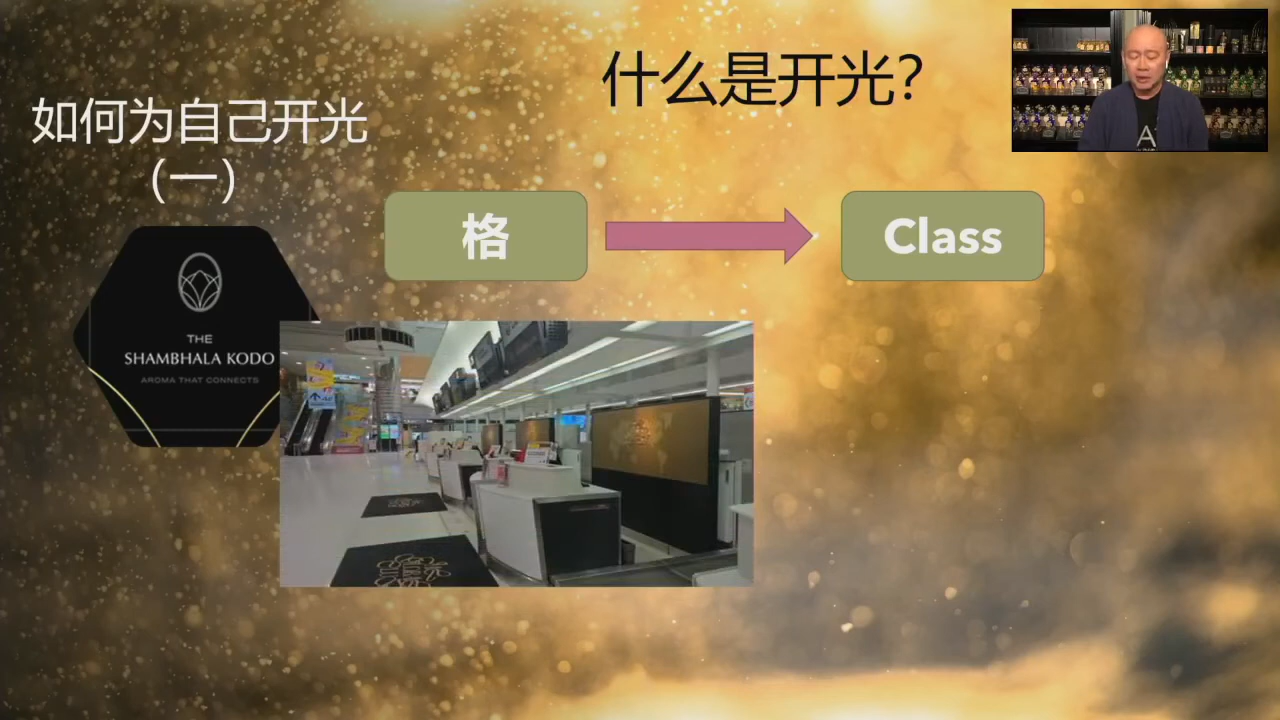 什么是开光？
如何为自己开光
（一）
格
Class
THE
SHAMBHALA KODO
AROMA THAT CONNECTS
A